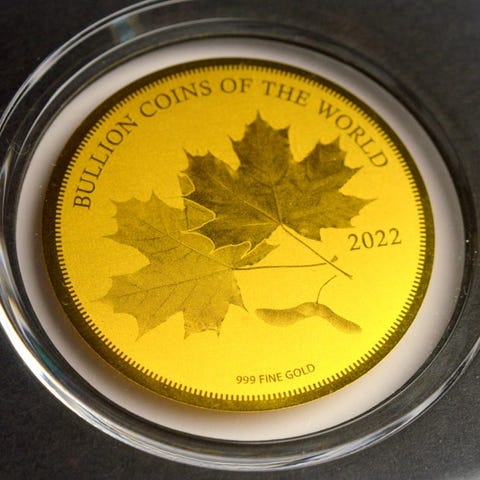 BULLION COINS OF THE WORLD
2022
999 FINE GOLD